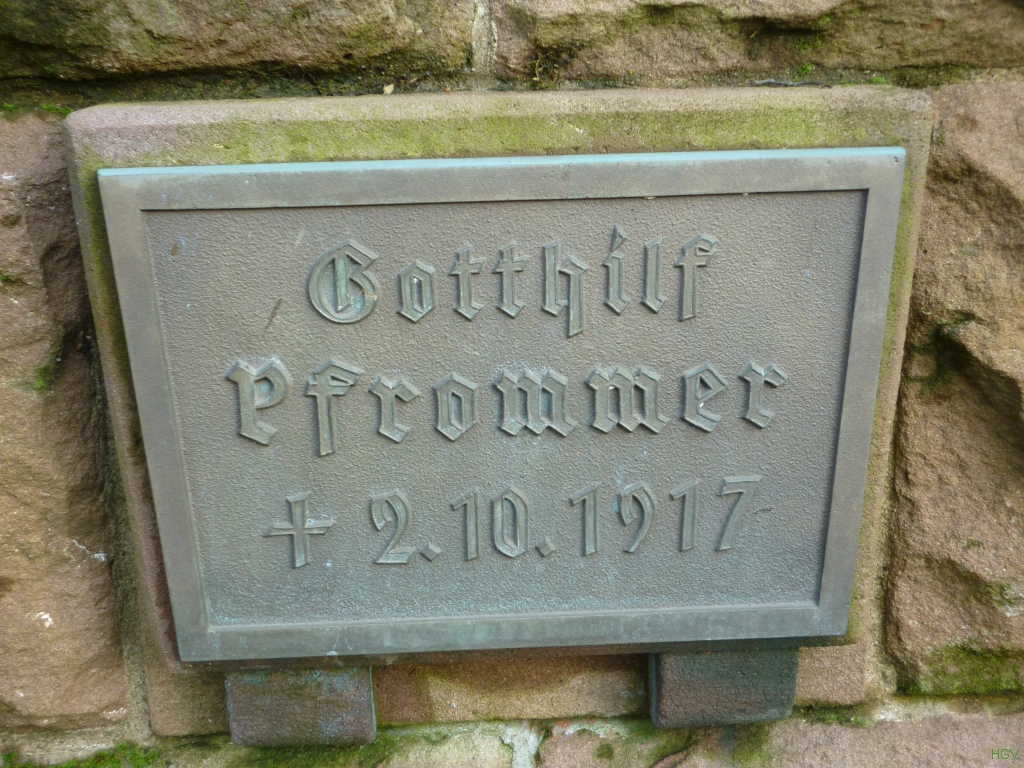 Gotthilf
Pfrommer
† 2. 10. 1917
HGV